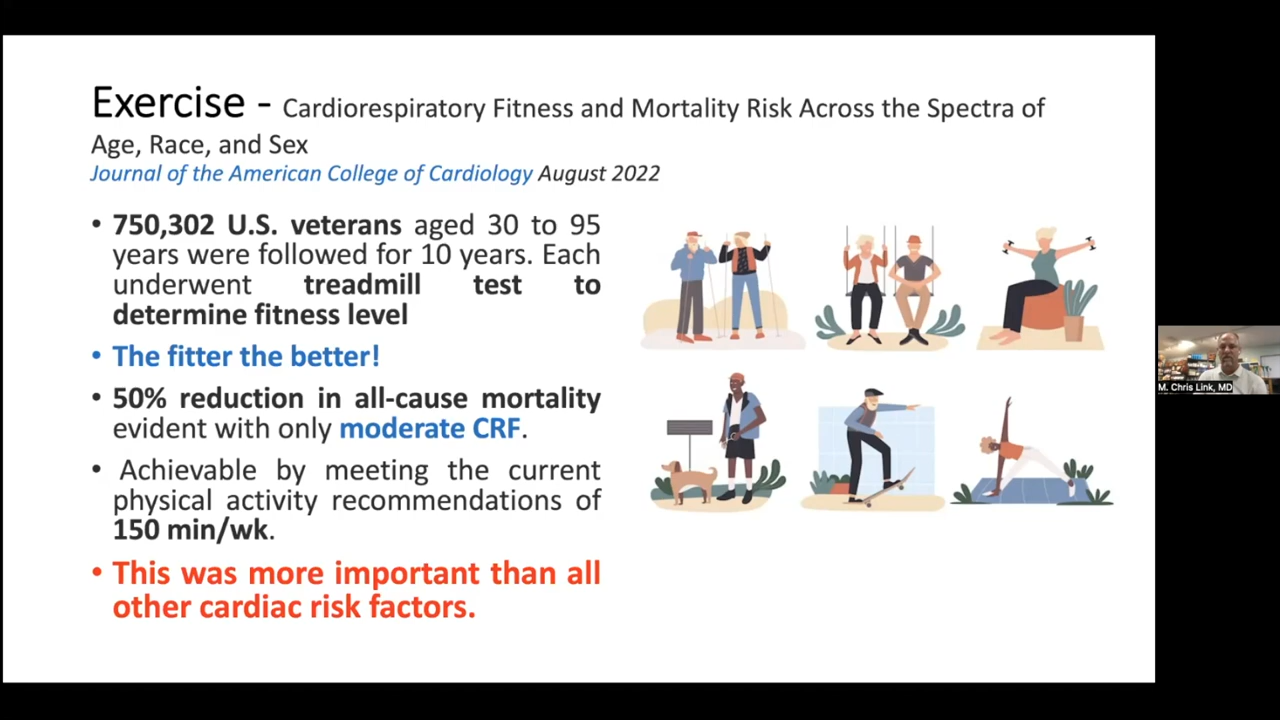 Exercise - Cardiorespiratory Fitness and Mortality Risk Across the Spectra of
Age, Race, and Sex
Journal of the American College of Cardiology August 2022
• 750,302 U.S. veterans aged 30 to 95
years were followed for 10 years. Each
underwent treadmill test to
determine fitness level
• The fitter the better!
• 50% reduction in all-cause mortality
evident with only moderate CRF.
• Achievable by meeting the current
physical activity recommendations of
150 min/wk.
• This was more important than all
other cardiac risk factors.
M. Chris Link, MD